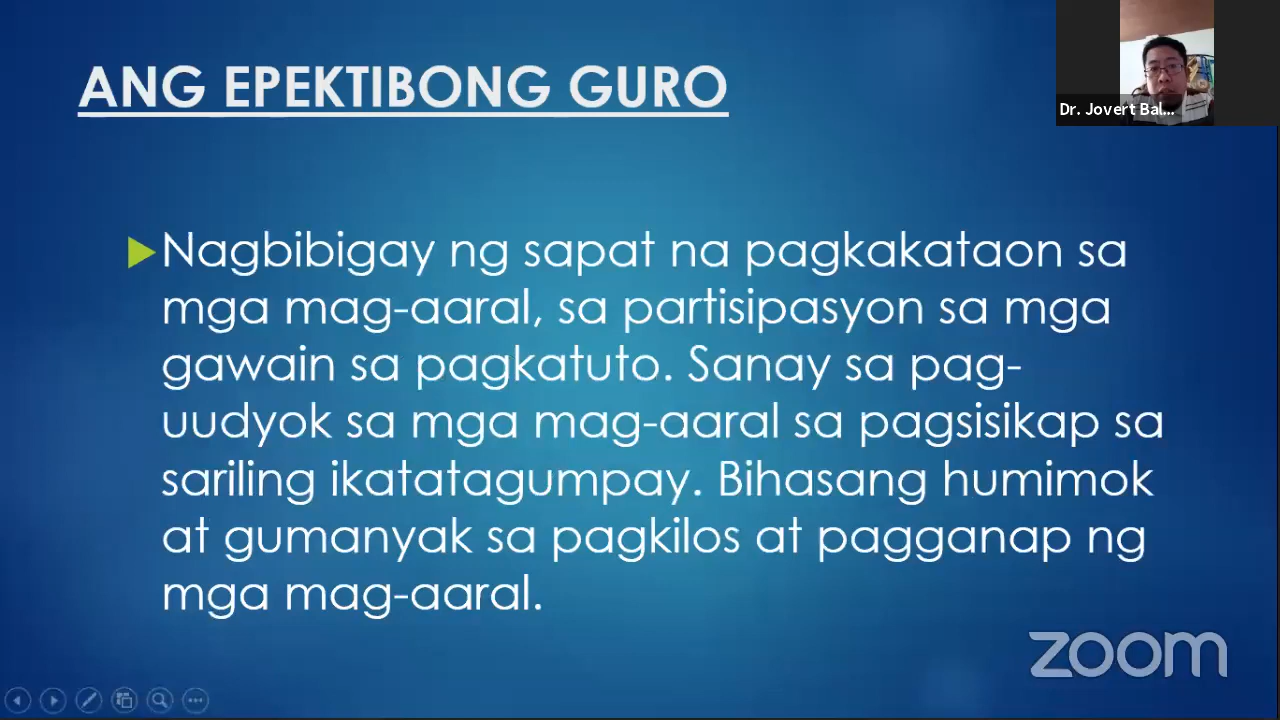 ANG EPEKTIBONG GURO
Dr. Jovert Bal...
Nagbibigay ng sapat na pagkakataon sa
mga mag-aaral, sa partisipasyon sa mga
gawain sa pagkatuto. Sanay sa pag-
uudyok sa mga mag-aaral sa pagsisikap sa
sariling ikatatagumpay. Bihasang humimok
at gumanyak sa pagkilos at pagganap ng
mga mag-aaral.
zoom